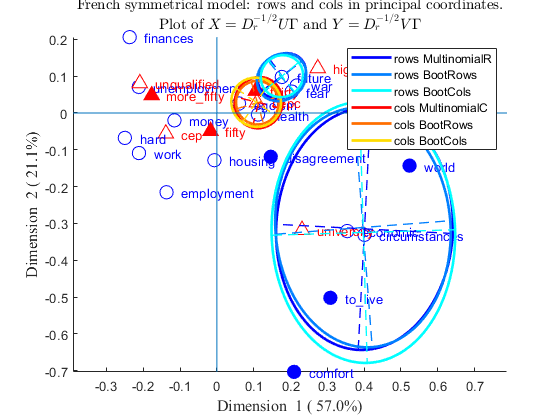 French symmetrical model: rows and cols in principal coordinates.
Plot of X = D_r^{-1/2}UΓ and Y = D_r^{-1/2}VΓ
rows MultinomialR
rows BootRows
rows BootCols
cols MultinomialC
cols BootRows
cols BootCols
finances
unqualified
unemployment
more_fifty
future
war
fear
health
money
fifty
cep
hard
work
housing
disagreement
world
employment
circumstances
to_live
comfort
0.2
0.1
0
-0.1
-0.2
-0.3
-0.4
-0.5
-0.6
-0.7
-0.3 -0.2 -0.1 0 0.1 0.2 0.3 0.4 0.5 0.6 0.7
Dimension 2 ( 21.1%)
Dimension 1 ( 57.0%)